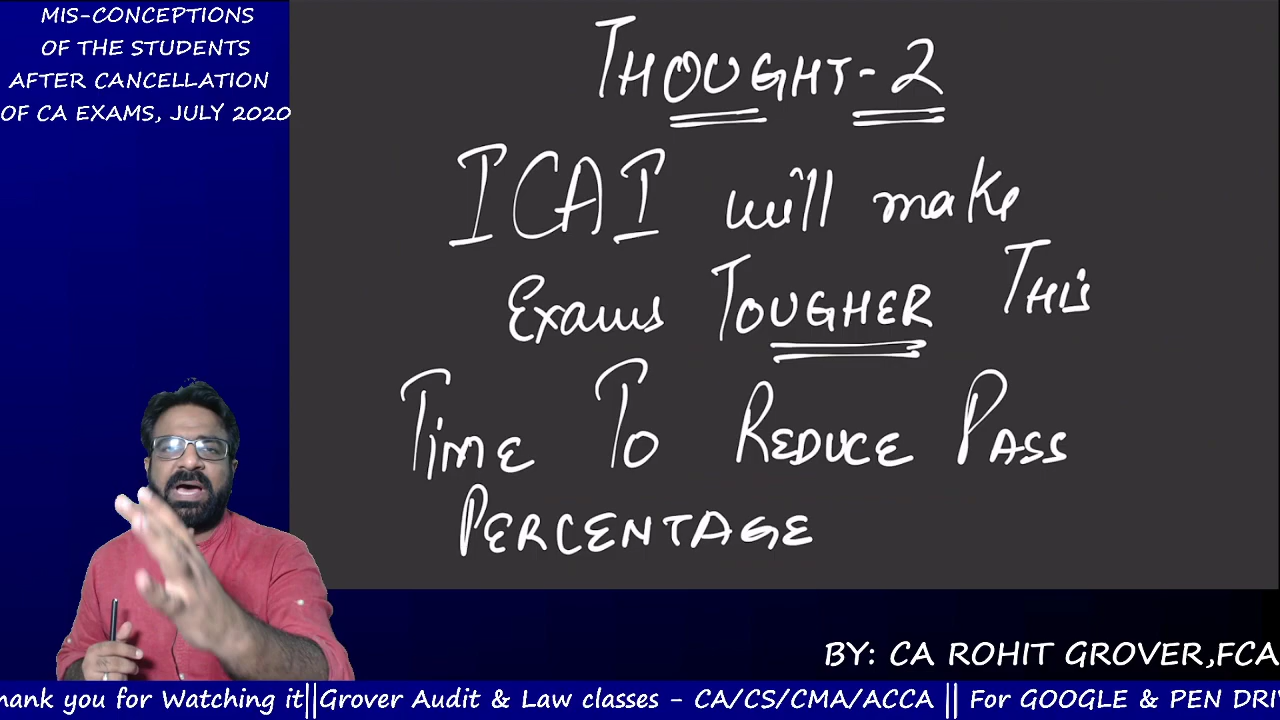 MIS-CONCEPTIONS
OF THE STUDENTS
AFTER CANCELLATION
OF CA EXAMS, JULY 2020
THOUGHT-2
ICAI will make
Exams TOUGHER THIS
TIME TO REDUCE PASS
PERCENTAGE
BY: CA ROHIT GROVER,FCA
hank you for Watching it||Grover Audit & Law classes - CA/CS/CMA/ACCA || For GOOGLE & PEN DRI